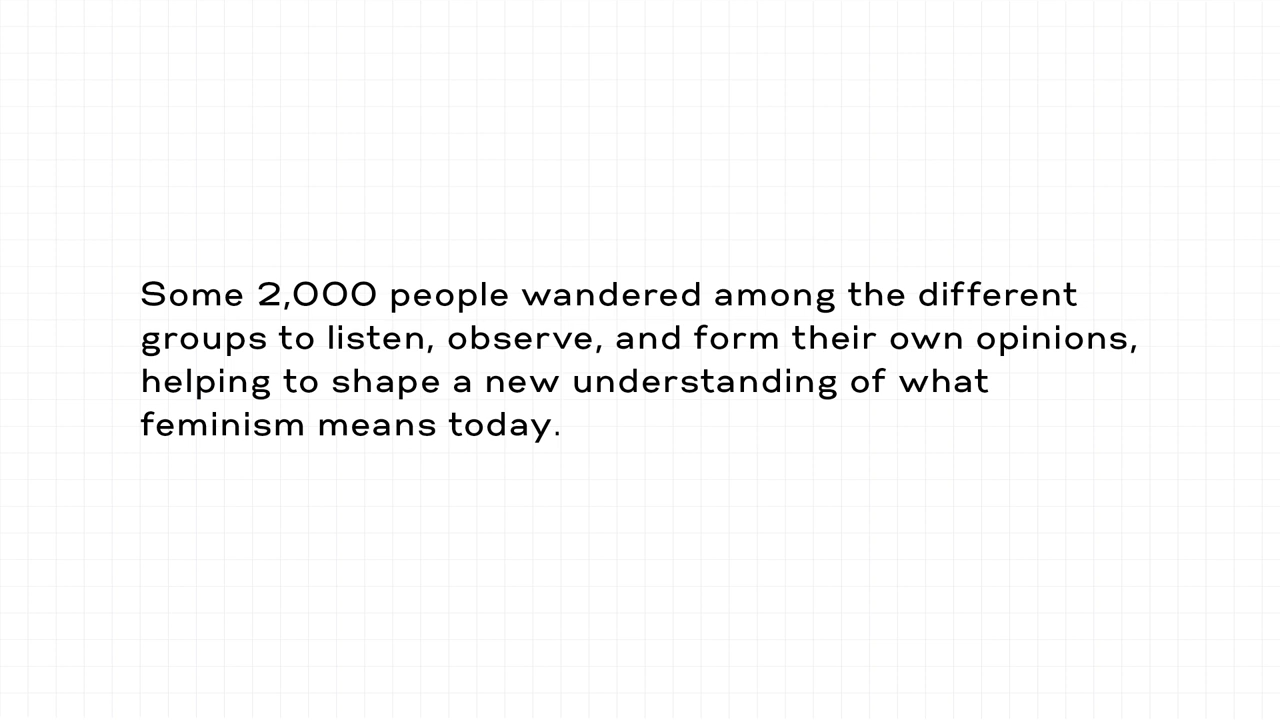 Some 2,000 people wandered among the different
groups to listen, observe, and form their own opinions,
helping to shape a new understanding of what
feminism means today.